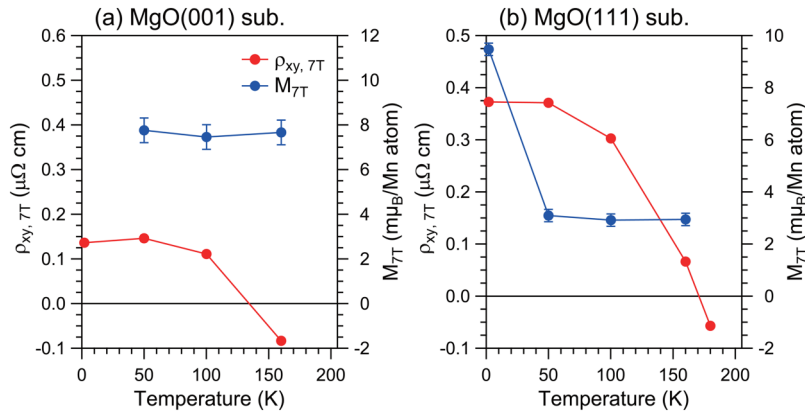 (a) MgO(001) sub.
0.6
0.5
0.4
0.3
0.2
0.1
0.0
-0.1
ρxy, 7T (μΩ cm)
ρxy, 7T
M7T
12
10
8
6
4
2
0
-2
M7T (mμB/Mn atom)
0 50 100 150 200
Temperature (K)
(b) MgO(111) sub.
0.5
0.4
0.3
0.2
0.1
0.0
-0.1
ρxy, 7T (μΩ cm)
10
8
6
4
2
0
-2
M7T (mμB/Mn atom)
0 50 100 150 200
Temperature (K)